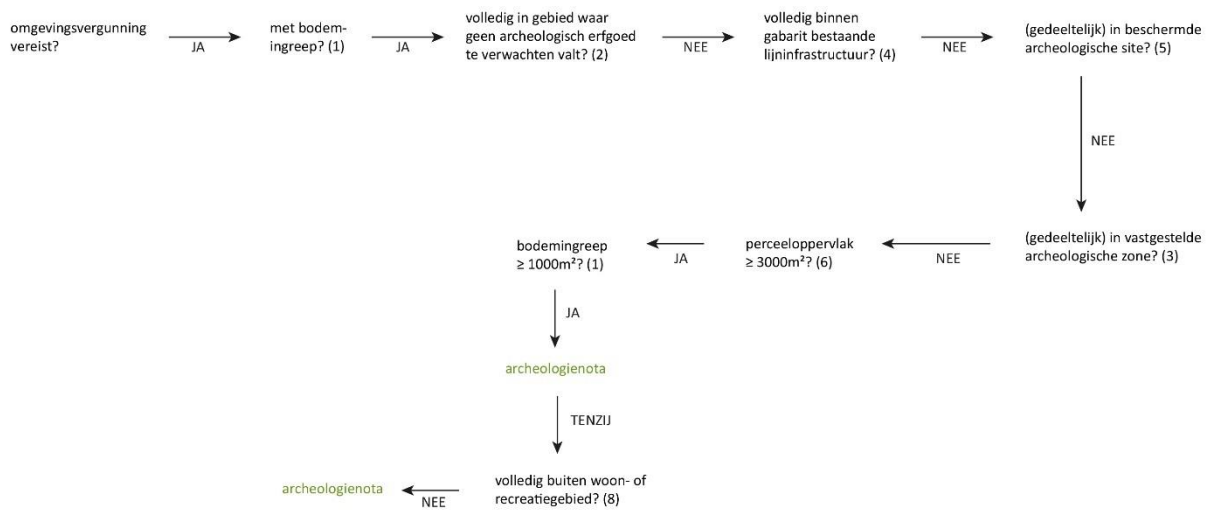 omgevingsvergunning
vereist?
JA
met bodem-
ingreep? (1)
JA
volledig in gebied waar
geen archeologisch erfgoed
te verwachten valt? (2)
NEE
volledig binnen
gabarit bestaande
lijninfrastructuur? (4)
NEE
(gedeeltelijk) in beschermde
archeologische site? (5)
NEE
(gedeeltelijk) in vastgestelde
archeologische zone? (3)
NEE
perceeloppervlak
≥ 3000m²? (6)
JA
bodemingreep
≥ 1000m²? (1)
JA
archeologienota
TENZIJ
volledig buiten woon- of
recreatiegebied? (8)
NEE
archeologienota